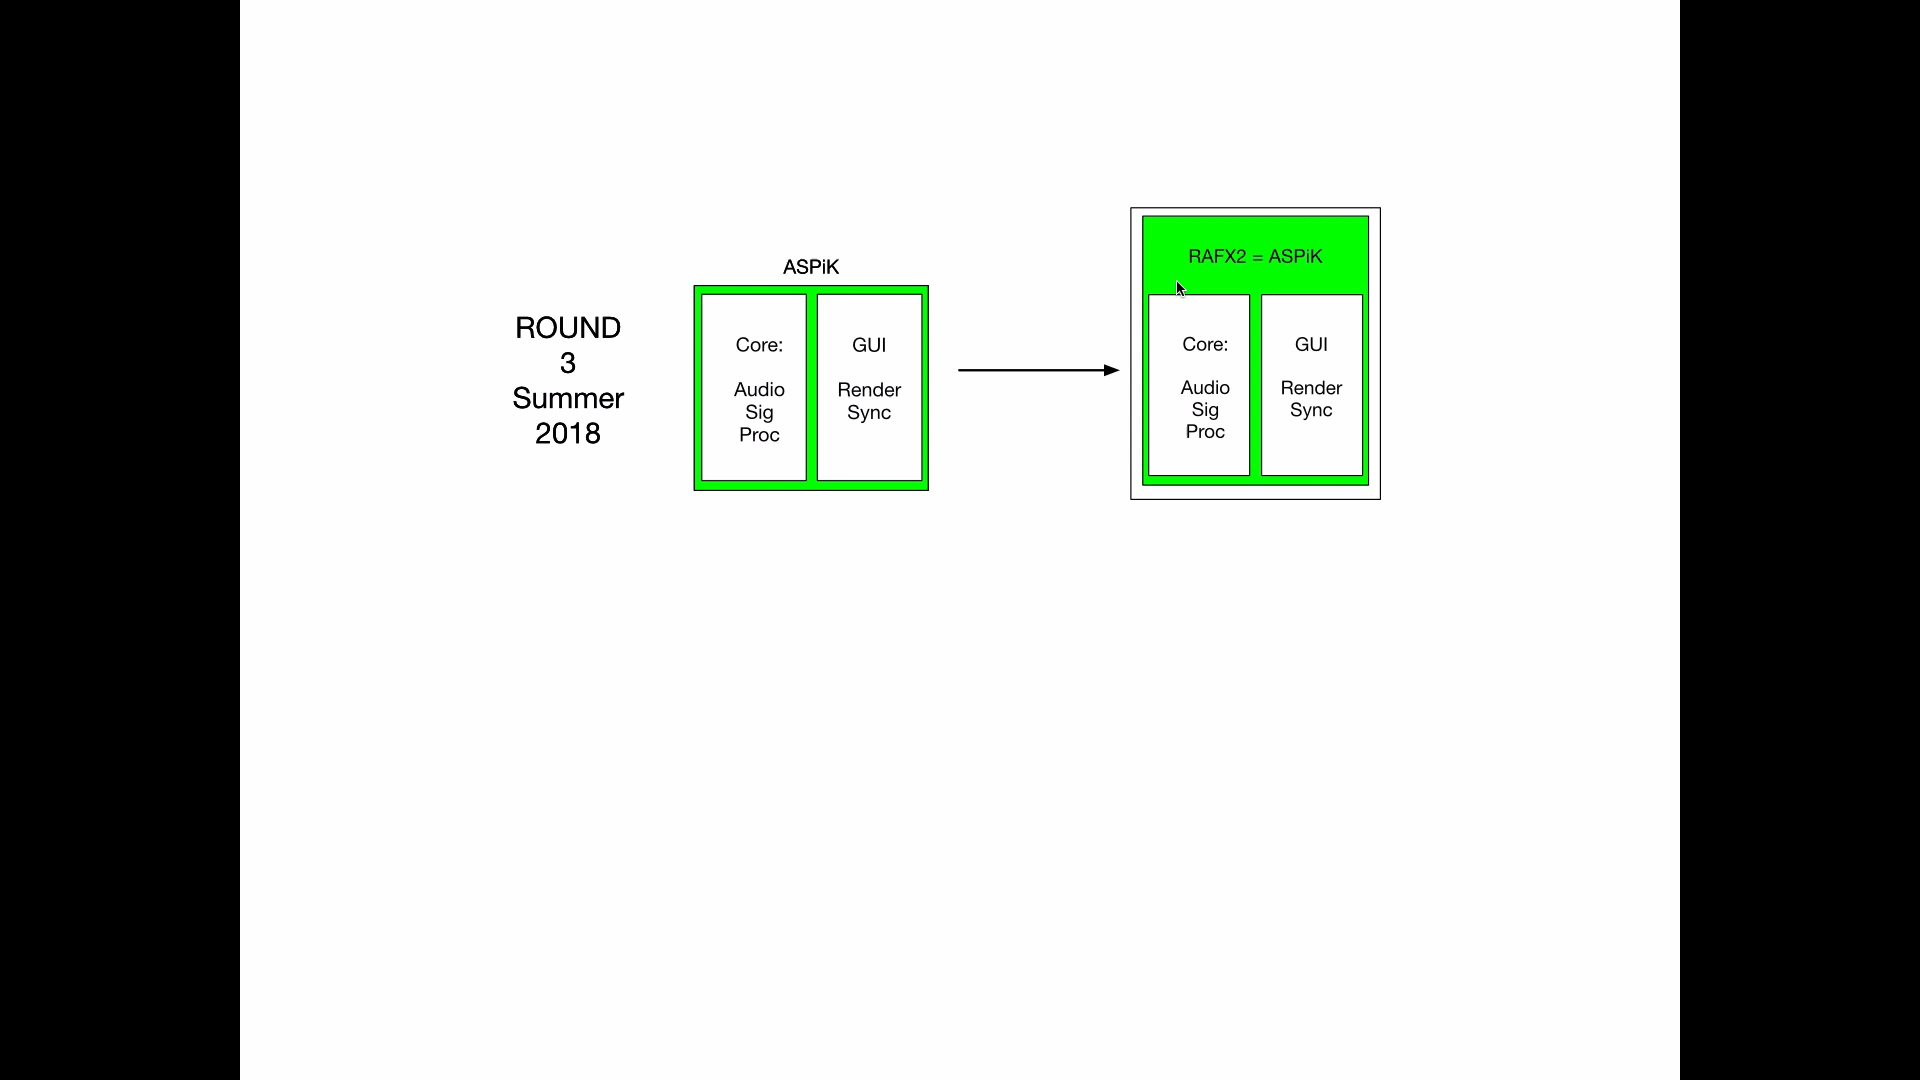 ROUND
3
Summer
2018
ASPiK
Core:
Audio
Sig
Proc
GUI
Render
Sync
RAFX2 = ASPiK
Core:
Audio
Sig
Proc
GUI
Render
Sync